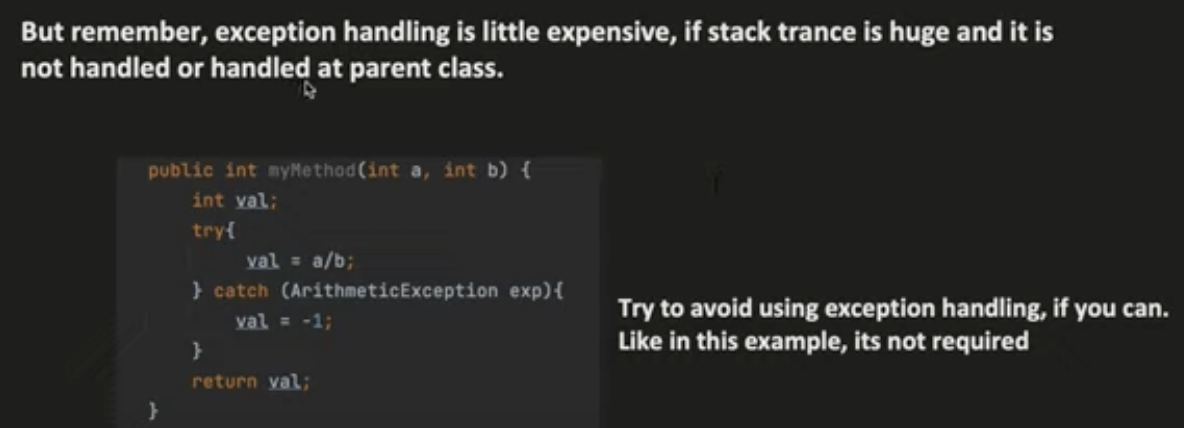 But remember, exception handling is little expensive, if stack trance is huge and it is
not handled or handled at parent class.
public int myMethod(int a, int b) {
int val;
try{
val = a/b;
} catch (ArithmeticException exp){
val = -1;
}
return val;
}
Try to avoid using exception handling, if you can.
Like in this example, its not required